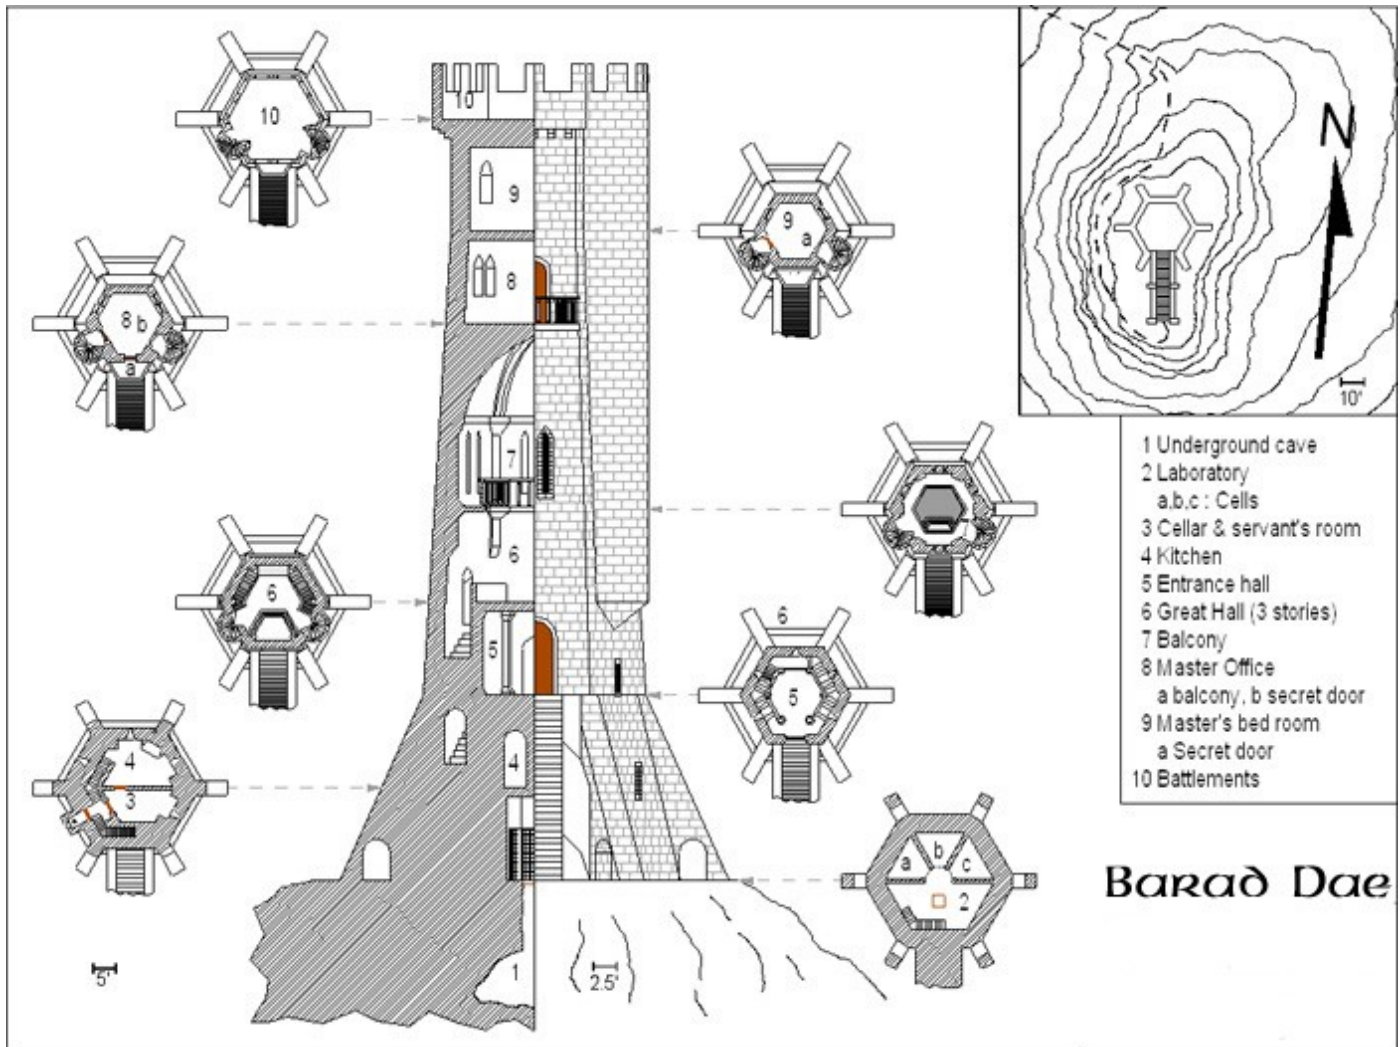 10
10
9
9
a
8
8 b
a
N
10'
7
6
6
6
5
5
4
4
3
a
b
c
2
1
5'
2.5'
1 Underground cave
2 Laboratory
a,b,c : Cells
3 Cellar & servant's room
4 Kitchen
5 Entrance hall
6 Great Hall (3 stories)
7 Balcony
8 Master Office
a balcony, b secret door
9 Master's bed room
a Secret door
10 Battlements
Barad Dae